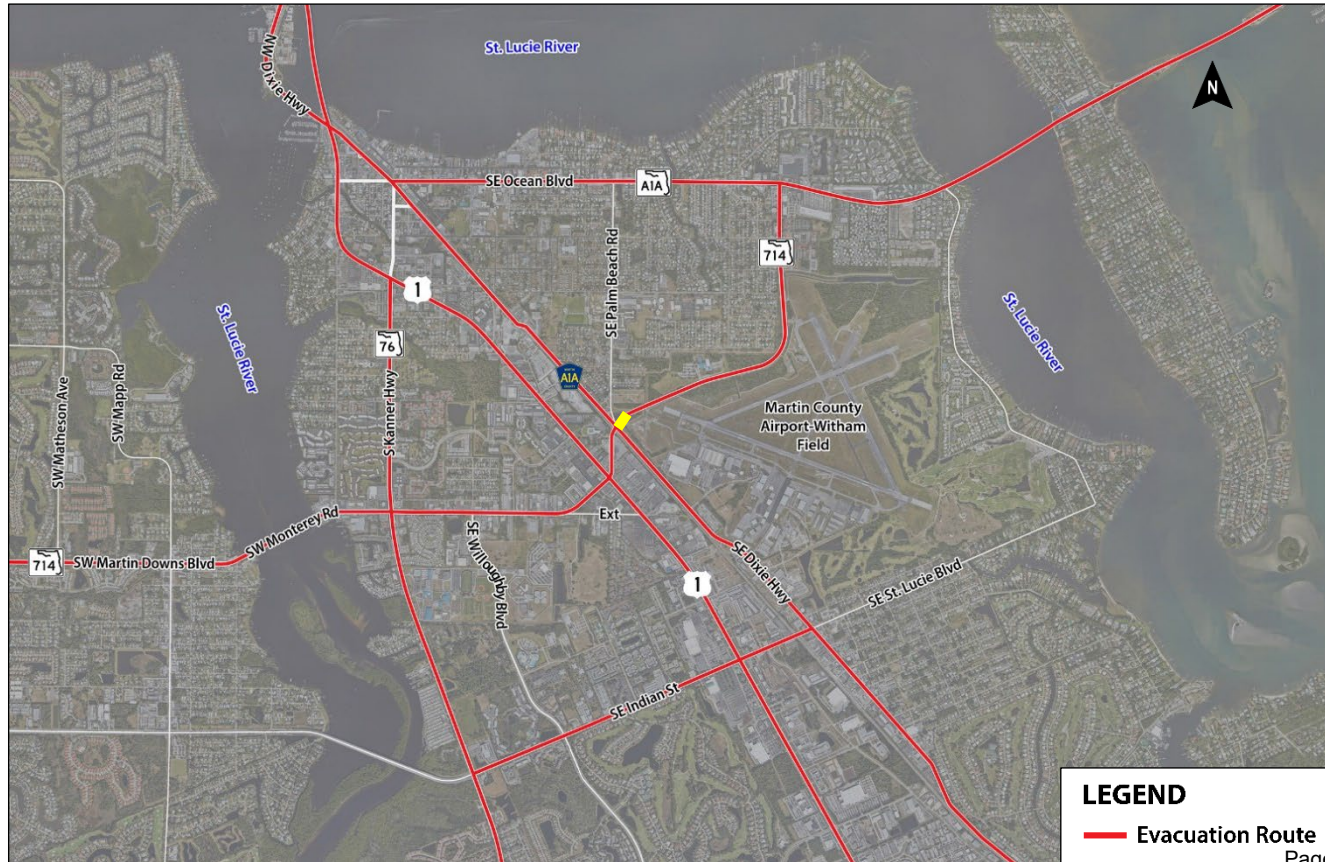 St. Lucie River
N
NW Dixie Hwy
SE Ocean Blvd
A1A
SE Palm Beach Rd
714
1
St. Lucie River
St. Lucie River
76
S Kanner Hwy
A1A
SW Matheson Ave
SW Mapp Rd
Martin County
Airport-Witham
Field
Ext
SW Monterey Rd
714
SW Martin Downs Blvd
SE Willoughby Blvd
SE Dixie Hwy
1
SE St. Lucie Blvd
SE Indian St
LEGEND
Evacuation Route